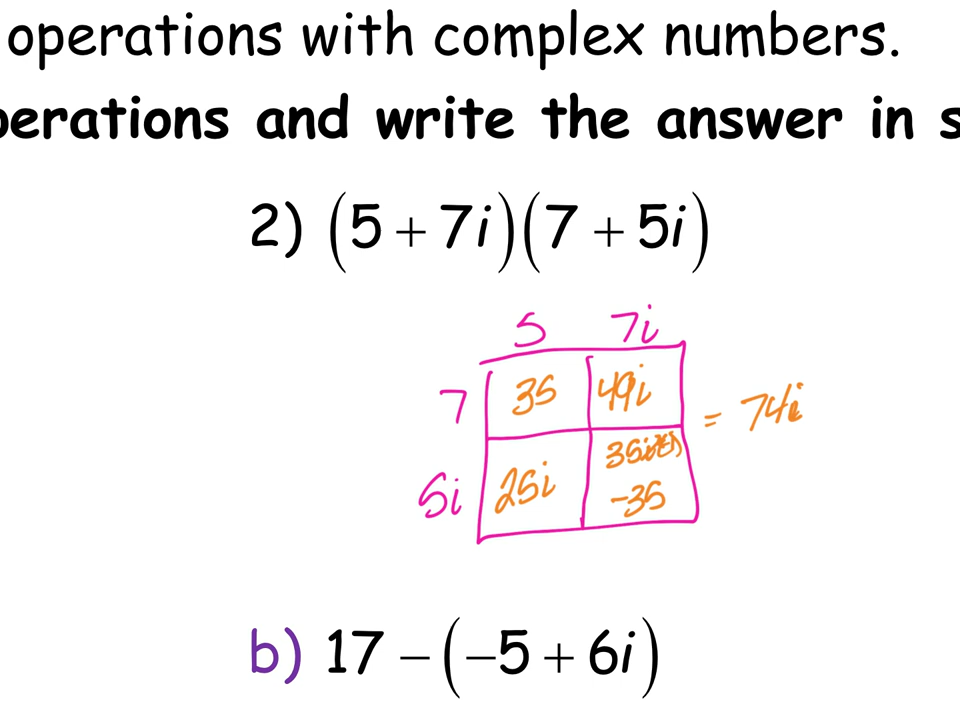 operations with complex numbers.
perations and write the answer in s
2) (5 + 7i)(7 + 5i)
5 7i
7 35 49i = 74i
5i 25i
-35
b) 17 − (−5 + 6i)